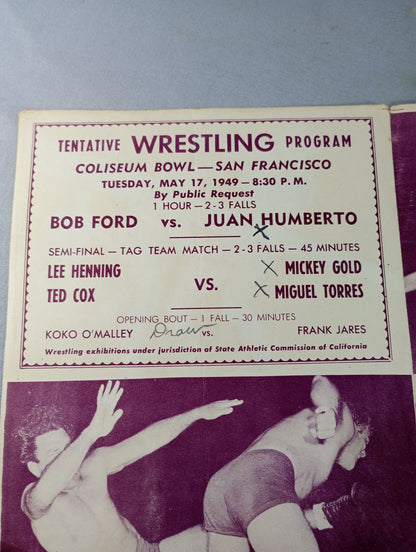 TENTATIVE WRESTLING PROGRAM
COLISEUM BOWL — SAN FRANCISCO
TUESDAY, MAY 17, 1949 – 8:30 P. M.
By Public Request
1 HOUR – 2 - 3 FALLS
BOB FORD vs. JUAN HUMBERTO
X
SEMI-FINAL – TAG TEAM MATCH – 2 - 3 FALLS – 45 MINUTES
LEE HENNING VS. X MICKEY GOLD
TED COX X MIGUEL TORRES
OPENING BOUT – 1 FALL – 30 MINUTES
KOKO O'MALLEY Draw vs. FRANK JARES
Wrestling exhibitions under jurisdiction of State Athletic Commission of California